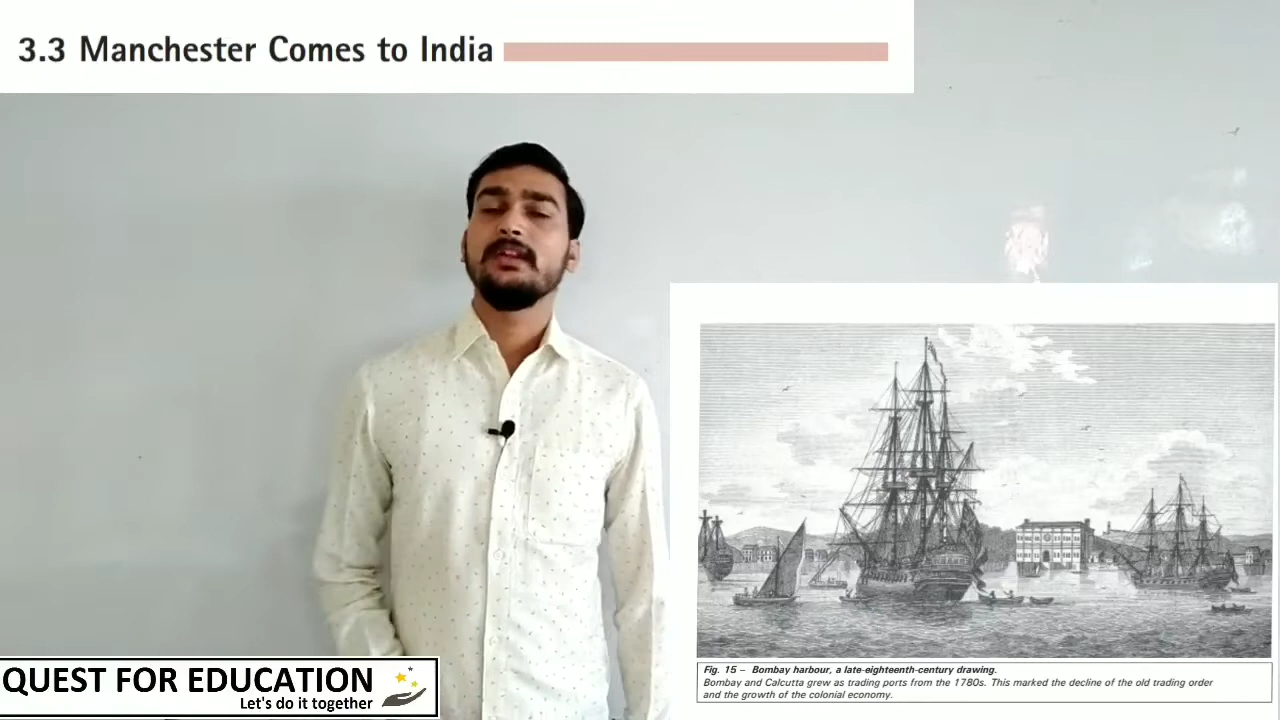 3.3 Manchester Comes to India
Fig. 15 – Bombay harbour, a late-eighteenth-century drawing.
Bombay and Calcutta grew as trading ports from the 1780s. This marked the decline of the old trading order
and the growth of the colonial economy.
QUEST FOR EDUCATION
Let's do it together